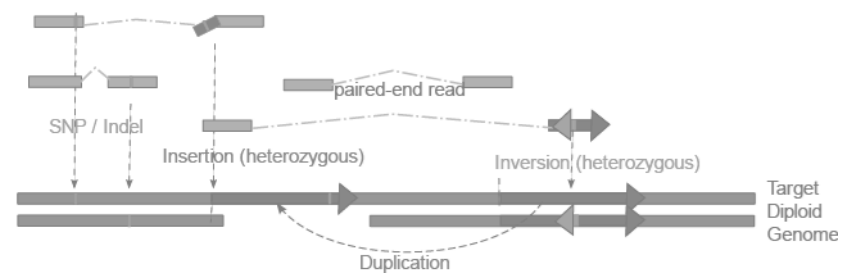 paired-end read
SNP / Indel
Insertion (heterozygous)
Inversion (heterozygous)
Target
Diploid
Genome
Duplication